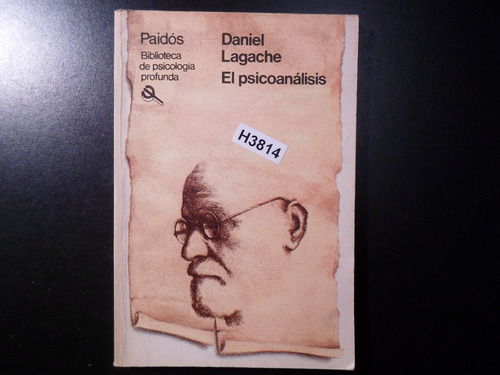 Paidós
Biblioteca
de psicología
profunda
Daniel
Lagache
El psicoanálisis
H3814